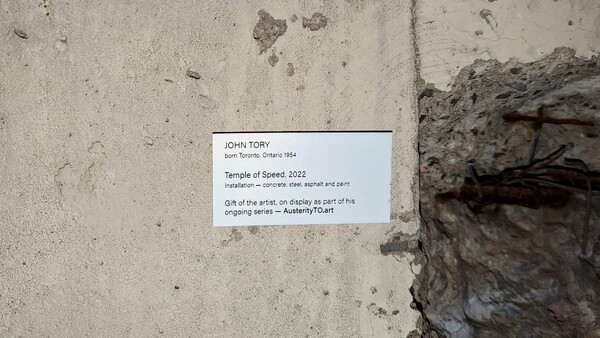 JOHN TORY
born Toronto, Ontario 1954
Temple of Speed, 2022
Installation — concrete, steel, asphalt and paint
Gift of the artist, on display as part of his
ongoing series — AusterityTO.art